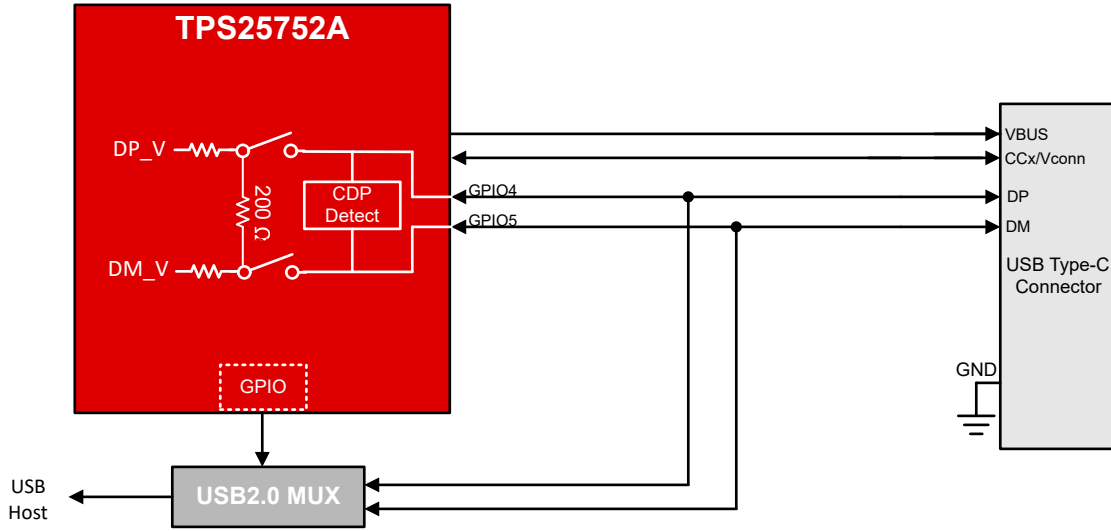 TPS25752A
DP_V
200 Ω
CDP
Detect
DM_V
GPIO
GPIO4
GPIO5
VBUS
CCx/Vconn
DP
DM
USB Type-C
Connector
GND
USB2.0 MUX
USB
Host